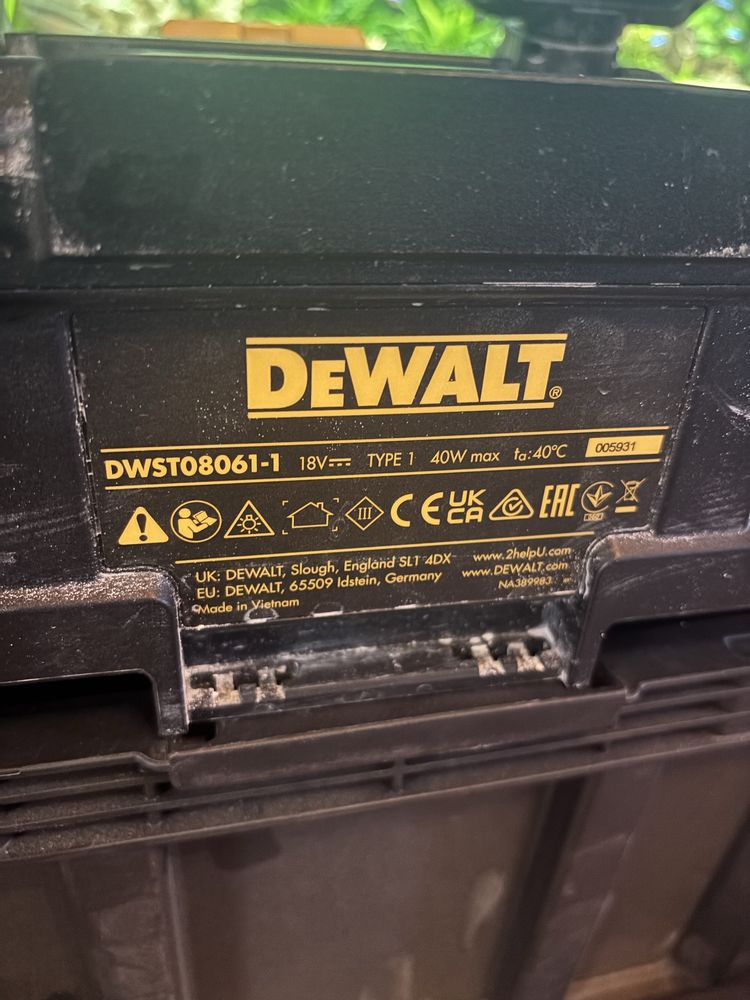 DEWALT®
DWST08061-1 18V⎓ TYPE 1 40W max ta:40°C 005931
III CE UK CA EAC
UK: DEWALT, Slough, England SL1 4DX www.2helpU.com
EU: DEWALT, 65509 Idstein, Germany www.DEWALT.com
Made in Vietnam NA389983